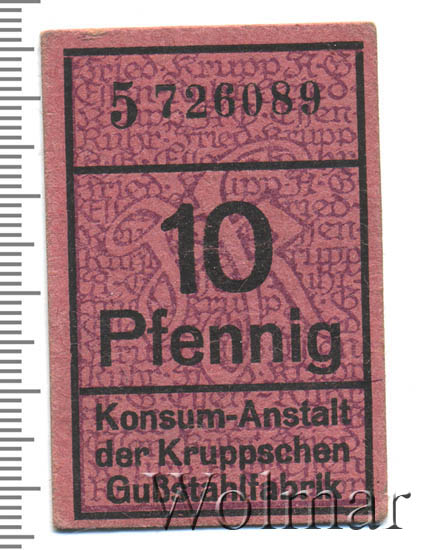 5 726089
10
Pfennig
Konsum-Anstalt
der Kruppschen
Gußstahlfabrik
Wolmar